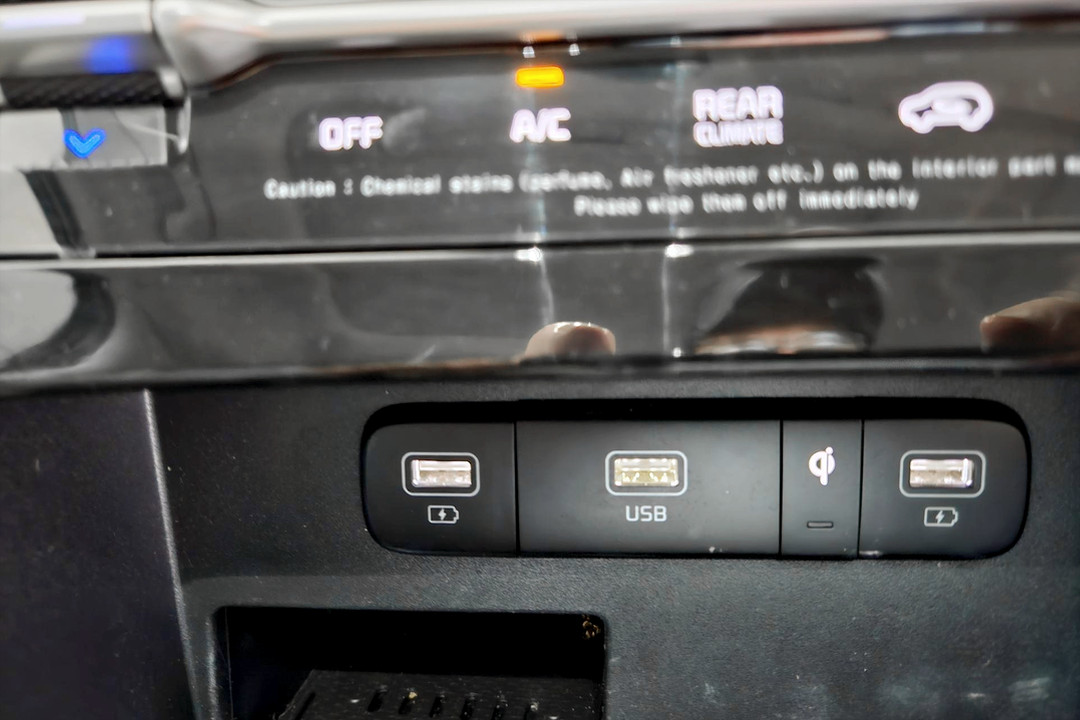 OFF
A/C
REAR
CLIMATE
Caution : Chemical stains (perfume, Air freshener etc.) on the interior part
Please wipe them off immediately
USB